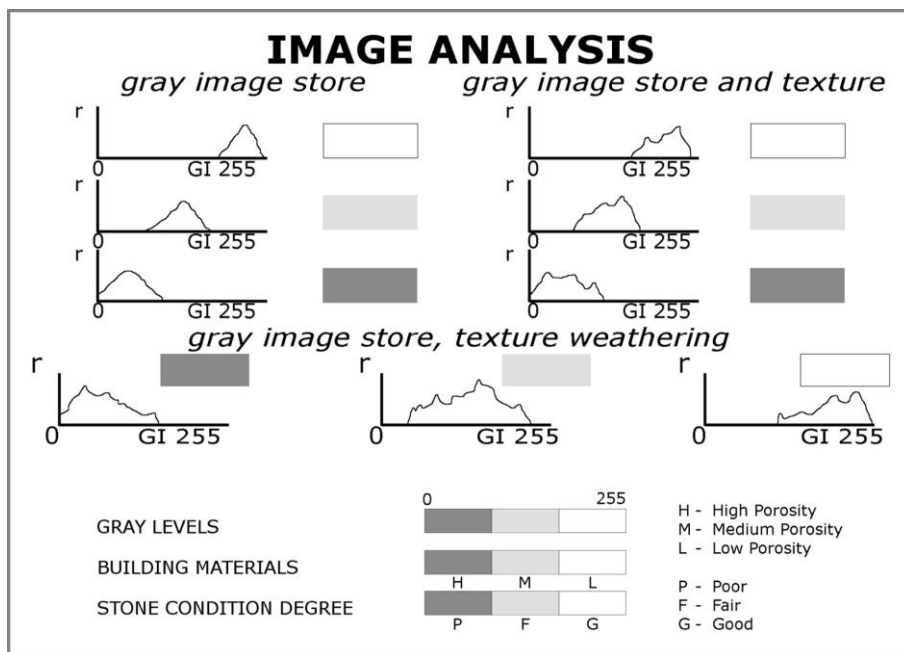 IMAGE ANALYSIS
gray image store
gray image store and texture
r
0 GI 255
r
0 GI 255
r
0 GI 255
r
0 GI 255
r
0 GI 255
r
0 GI 255
gray image store, texture weathering
r
0 GI 255
r
0 GI 255
r
0 GI 255
0 255
GRAY LEVELS
BUILDING MATERIALS
H M L
STONE CONDITION DEGREE
P F G
H - High Porosity
M - Medium Porosity
L - Low Porosity
P - Poor
F - Fair
G - Good